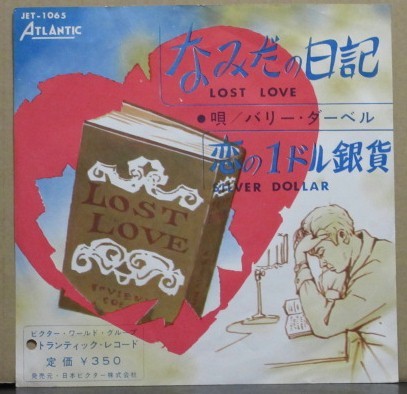 JET-1065
ATLANTIC
なみだの日記
LOST LOVE
●唄/バリー・ダーベル
恋の1ドル銀貨
SILVER DOLLAR
LOST
LOVE
ビクター・ワールド・グループ
トランティック・レコード
定価 ¥350
発売元・日本ビクター株式会社